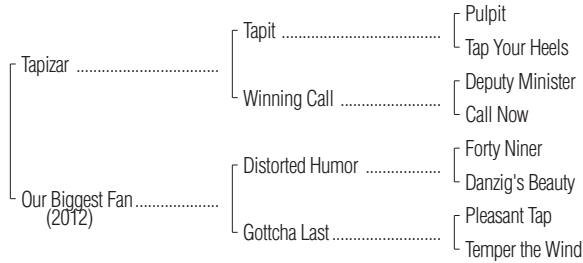 Pulpit
Tapit ................................................
Tap Your Heels
Tapizar ...........................................
Deputy Minister
Winning Call ..............................
Call Now
Forty Niner
Distorted Humor ......................
Danzig's Beauty
Our Biggest Fan .........................
(2012)
Pleasant Tap
Gottcha Last .................................
Temper the Wind